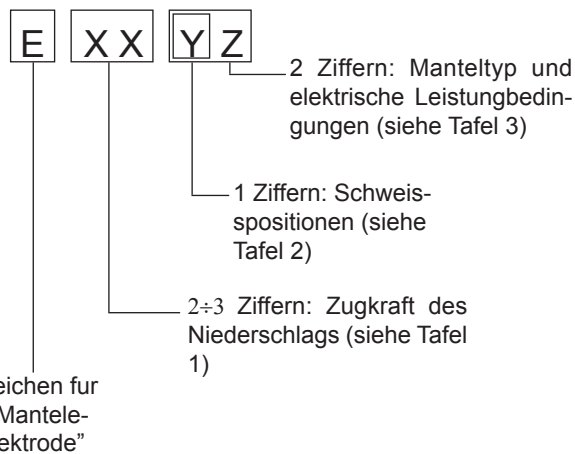 E XX YZ
2 Ziffern: Manteltyp und
elektrische Leistungbedin-
gungen (siehe Tafel 3)
1 Ziffern: Schweis-
spositionen (siehe
Tafel 2)
2÷3 Ziffern: Zugkraft des
Niederschlags (siehe Tafel
1)
eichen fur
Mantele-
ektrode”